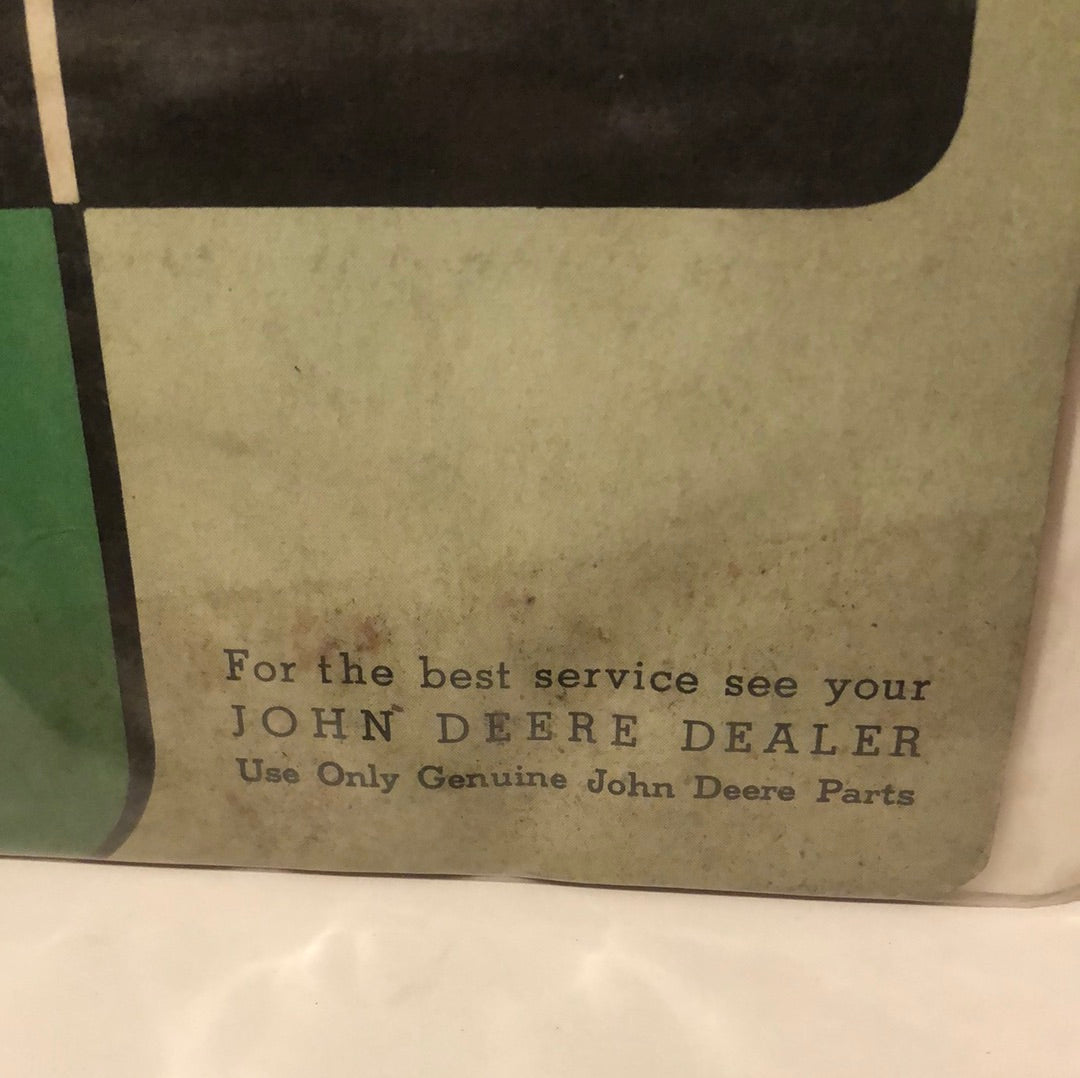 For the best service see your
JOHN DEERE DEALER
Use Only Genuine John Deere Parts